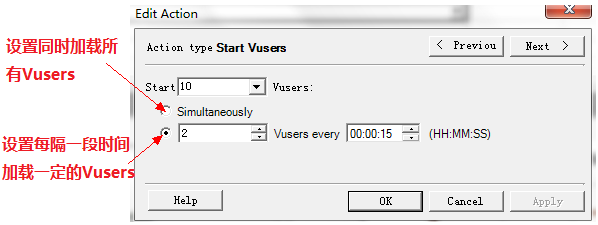 Edit Action
Action type Start Vusers
< Previou
Next >
设置同时加载所
有Vusers
Start 10 Vusers:
Simultaneously
设置每隔一段时间
加载一定的Vusers
2 Vusers every 00:00:15 (HH:MM:SS)
Help
OK
Cancel
Apply